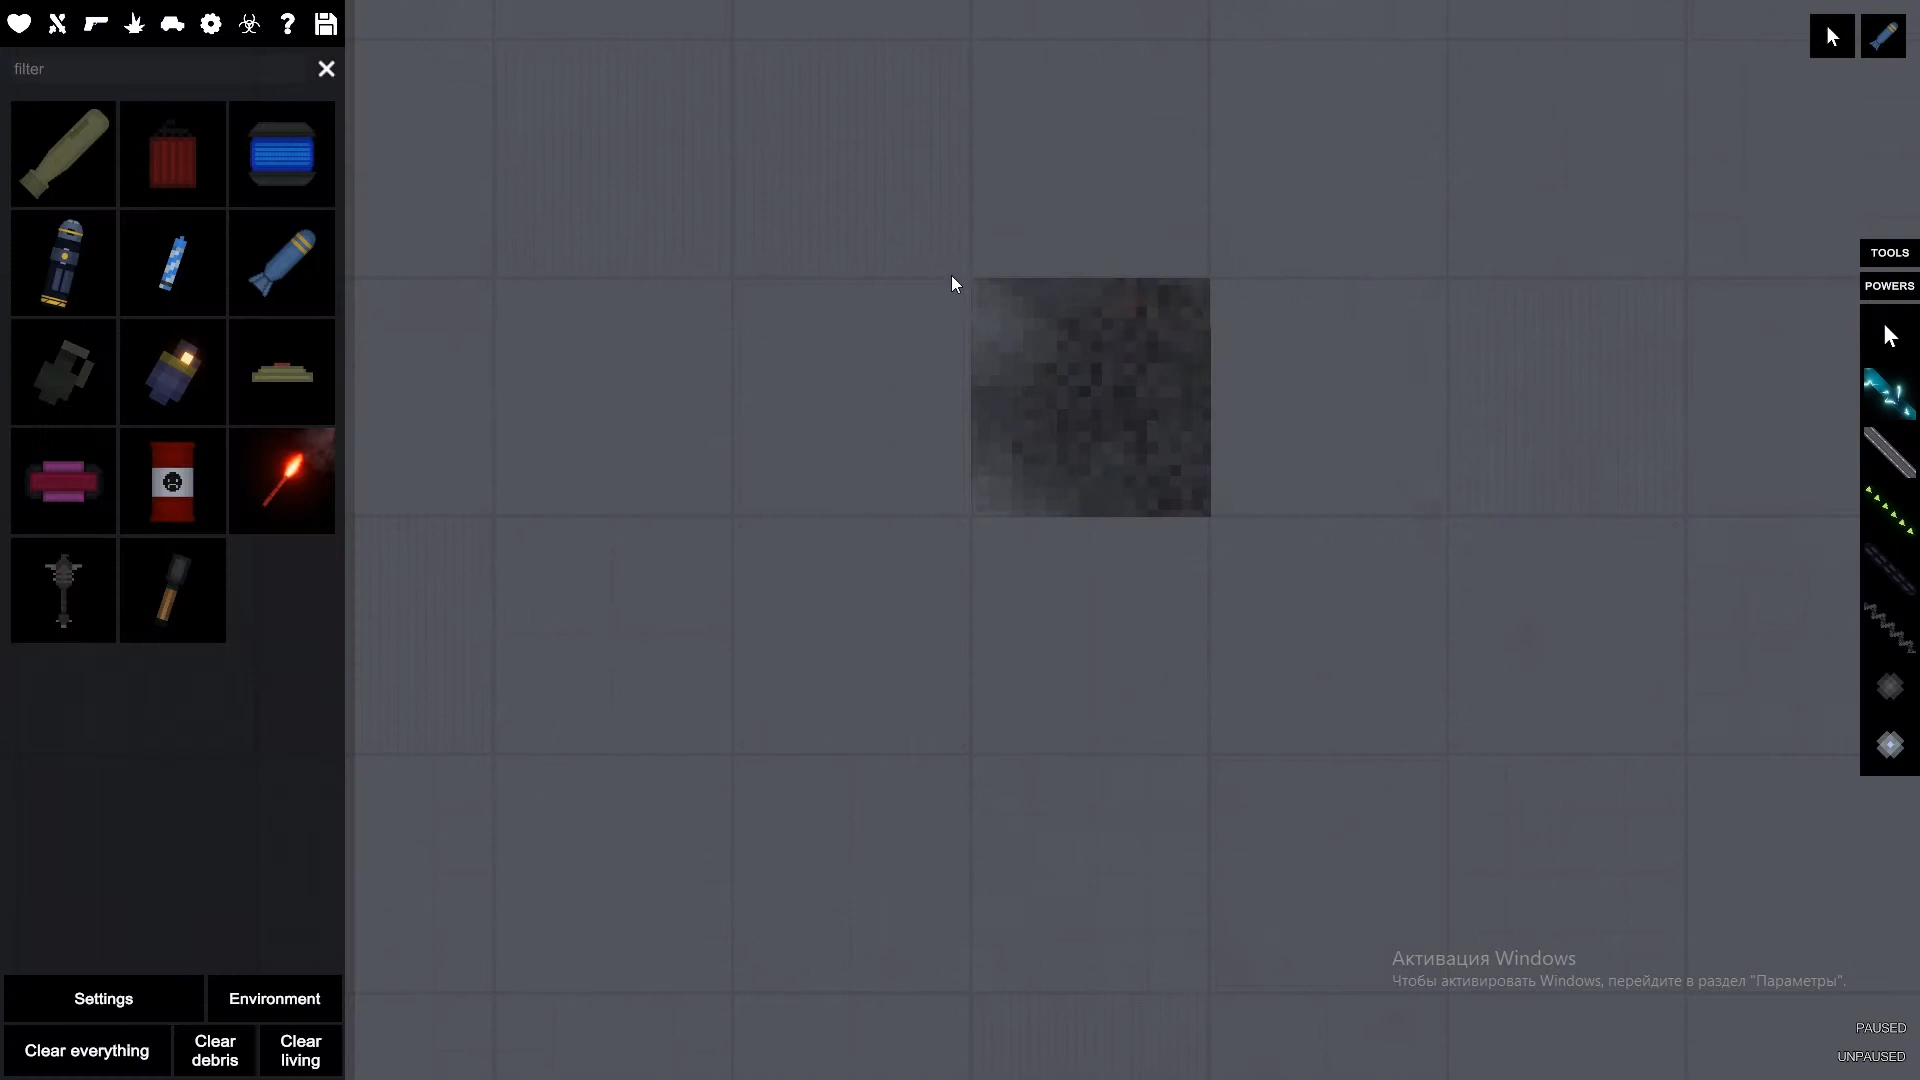 filter
TOOLS
POWERS
Settings
Environment
Clear everything
Clear
debris
Clear
living
Активация Windows
Чтобы активировать Windows, перейдите в раздел "Параметры".
PAUSED
UNPAUSED